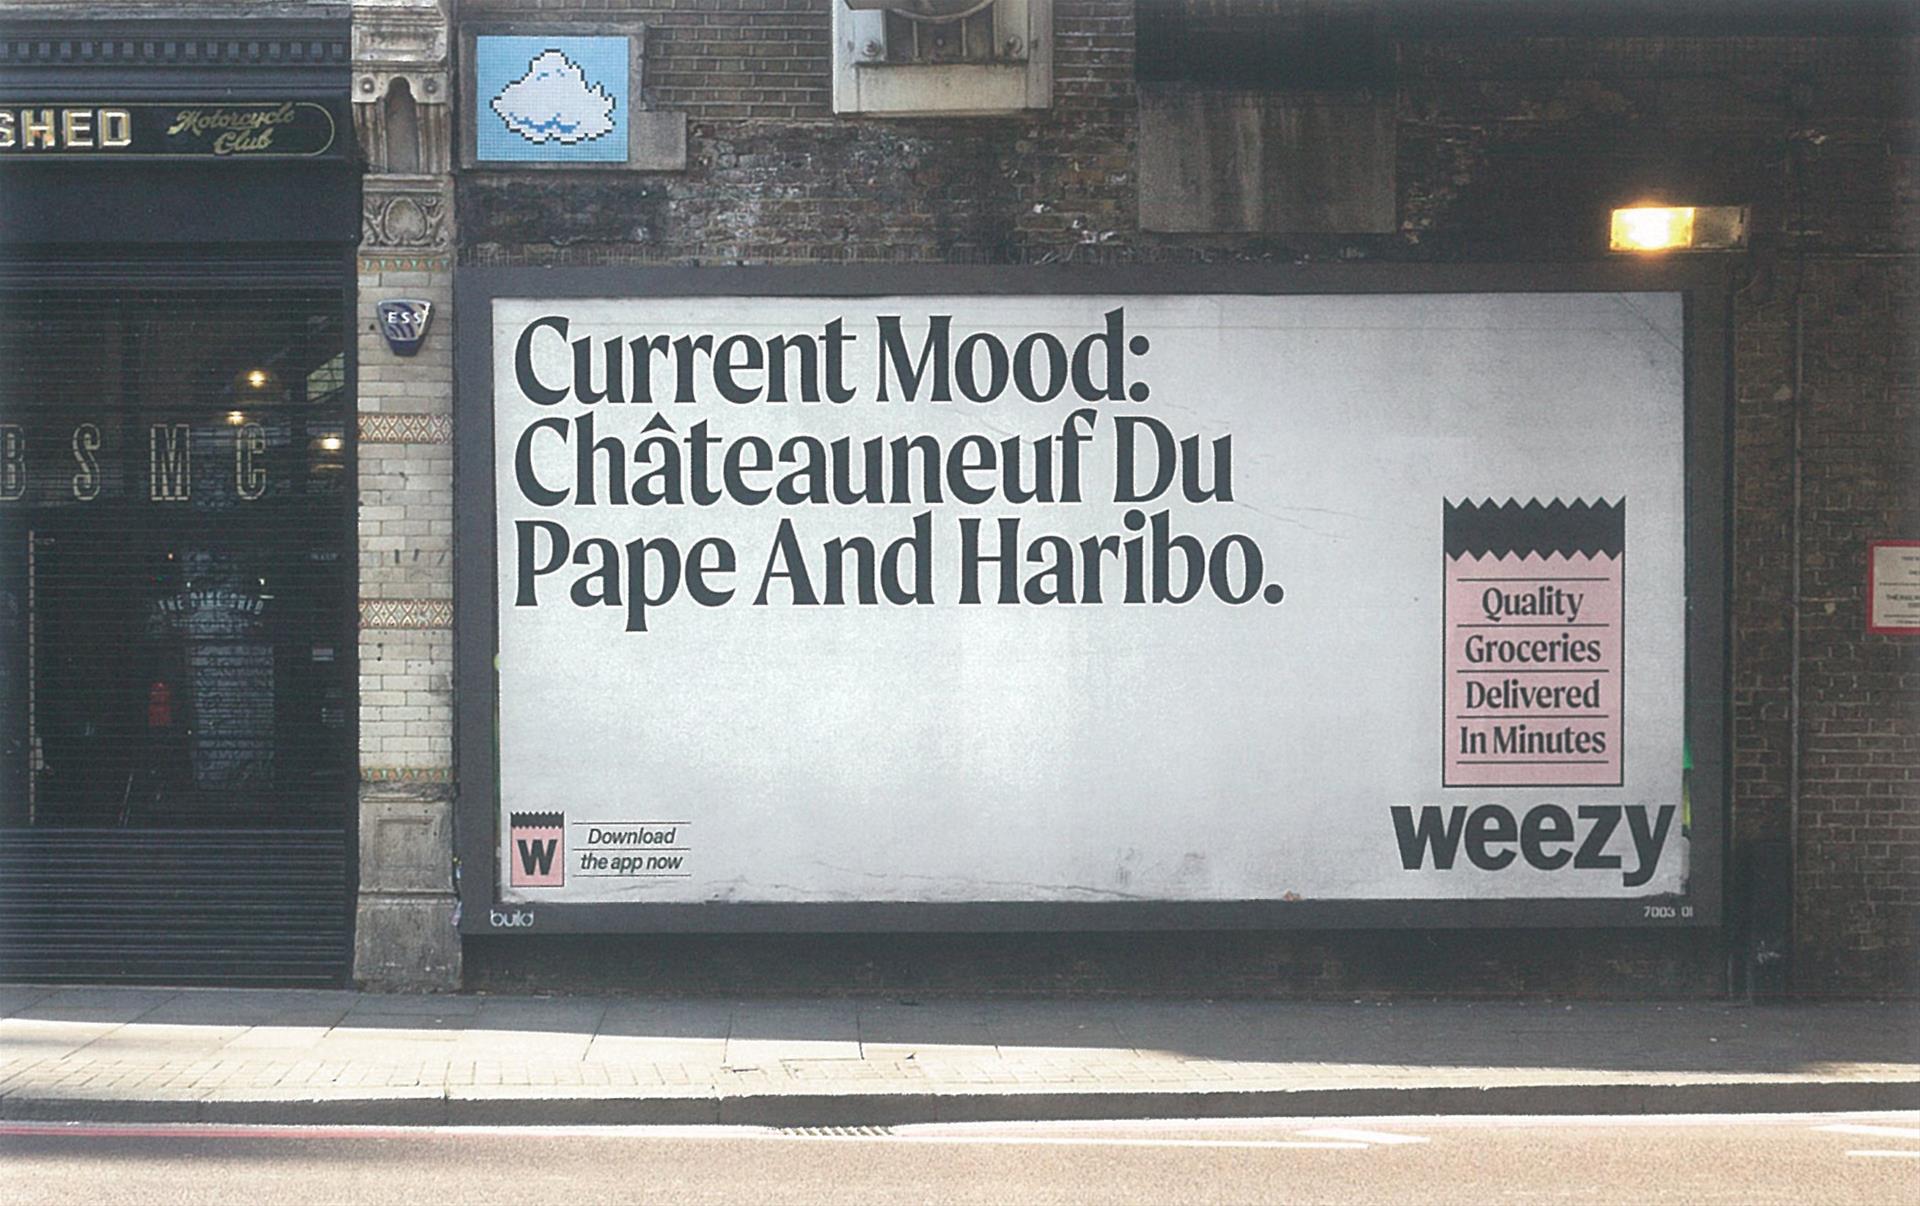 SHED
Motorcycle
Club
ESS
BSMC
Current Mood:
Châteauneuf Du
Pape And Haribo.
Quality
Groceries
Delivered
In Minutes
weezy
W
Download
the app now
build
7003 01